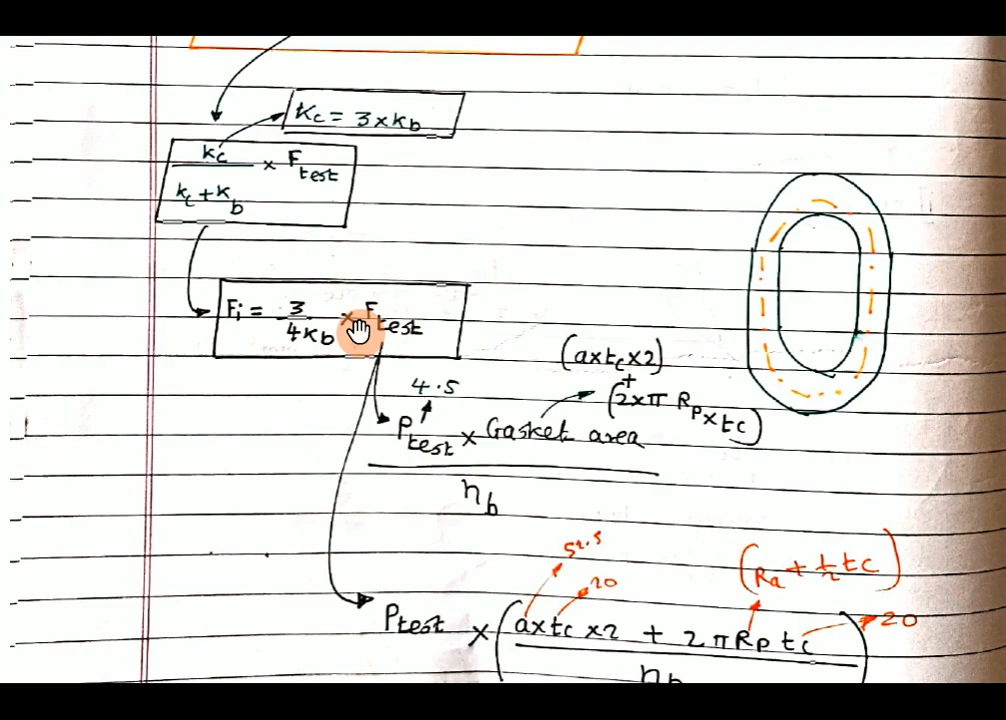 Kc = 3 x Kb
Kc / (Kc + Kb) x Ftest
Fi = 3 / 4Kb x Ftest
(a x tc x 2)
+
(2 x π Rp x tc)
4.5
Ptest x Gasket area
nb
52.5
20
(Ra + 1/2 tc)
Ptest x (a x tc x 2 + 2 π Rp tc)
20
nb